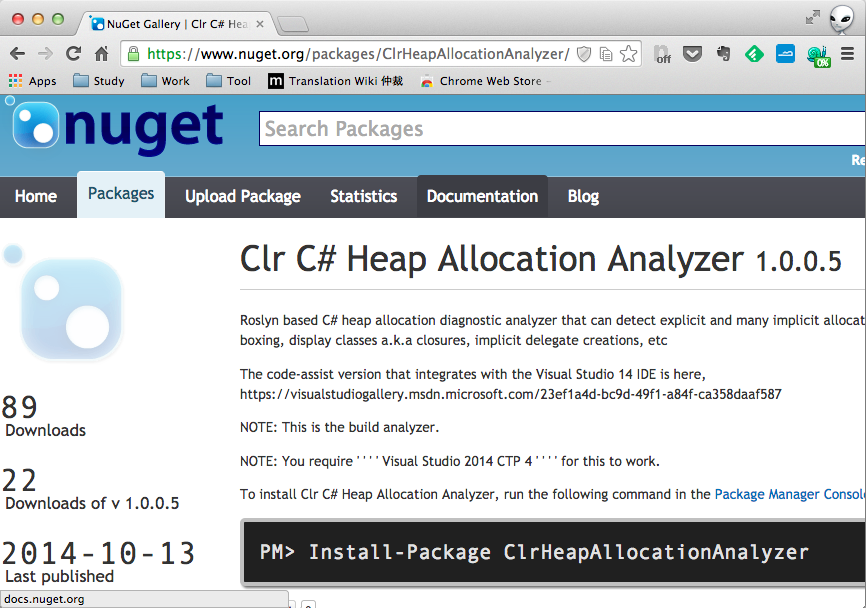 NuGet Gallery | Clr C# Hea
https://www.nuget.org/packages/ClrHeapAllocationAnalyzer/
off
0%
Apps Study Work Tool m Translation Wiki 仲裁 Chrome Web Store -
nuget
Search Packages
Re
Home Packages Upload Package Statistics Documentation Blog
Clr C# Heap Allocation Analyzer 1.0.0.5
Roslyn based C# heap allocation diagnostic analyzer that can detect explicit and many implicit allocat
boxing, display classes a.k.a closures, implicit delegate creations, etc
The code-assist version that integrates with the Visual Studio 14 IDE is here,
https://visualstudiogallery.msdn.microsoft.com/23ef1a4d-bc9d-49f1-a84f-ca358daaf587
NOTE: This is the build analyzer.
NOTE: You require ' ' ' ' Visual Studio 2014 CTP 4 ' ' ' ' for this to work.
To install Clr C# Heap Allocation Analyzer, run the following command in the Package Manager Consol
PM> Install-Package ClrHeapAllocationAnalyzer
89
Downloads
22
Downloads of v 1.0.0.5
2014-10-13
Last published
docs.nuget.org